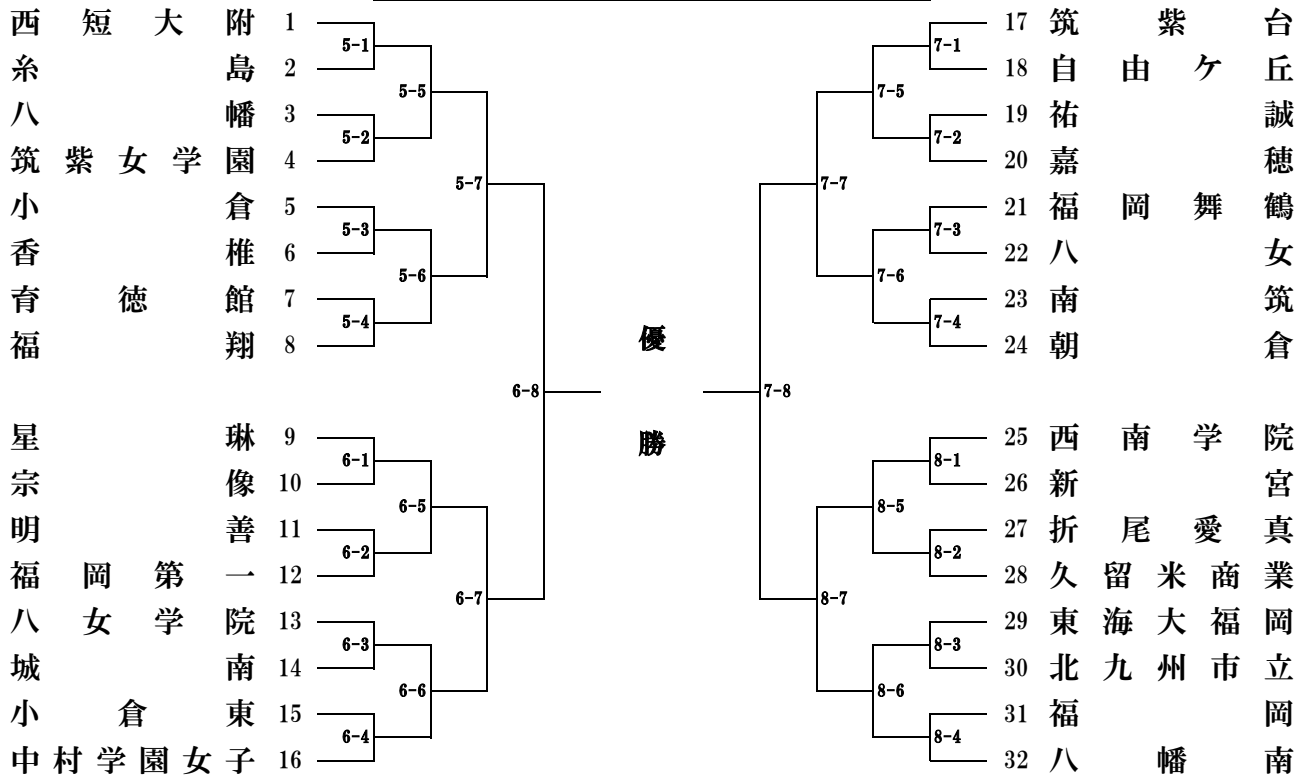 西短大附 1
糸島 2
八幡 3
筑紫女学園 4
小倉 5
香椎 6
育徳館 7
福翔 8
星琳 9
宗像 10
明善 11
福岡第一 12
八女学院 13
城南 14
小倉東 15
中村学園女子 16
5-1
5-2
5-3
5-4
6-1
6-2
6-3
6-4
5-5
5-6
6-5
6-6
5-7
6-7
6-8
優
勝
7-8
7-7
8-7
7-5
7-6
8-5
8-6
7-1
7-2
7-3
7-4
8-1
8-2
8-3
8-4
17 筑紫台
18 自由ケ丘
19 祐誠
20 嘉穂
21 福岡舞鶴
22 八女
23 南筑
24 朝倉
25 西南学院
26 新宮
27 折尾愛真
28 久留米商業
29 東海大福岡
30 北九州市立
31 福岡
32 八幡南